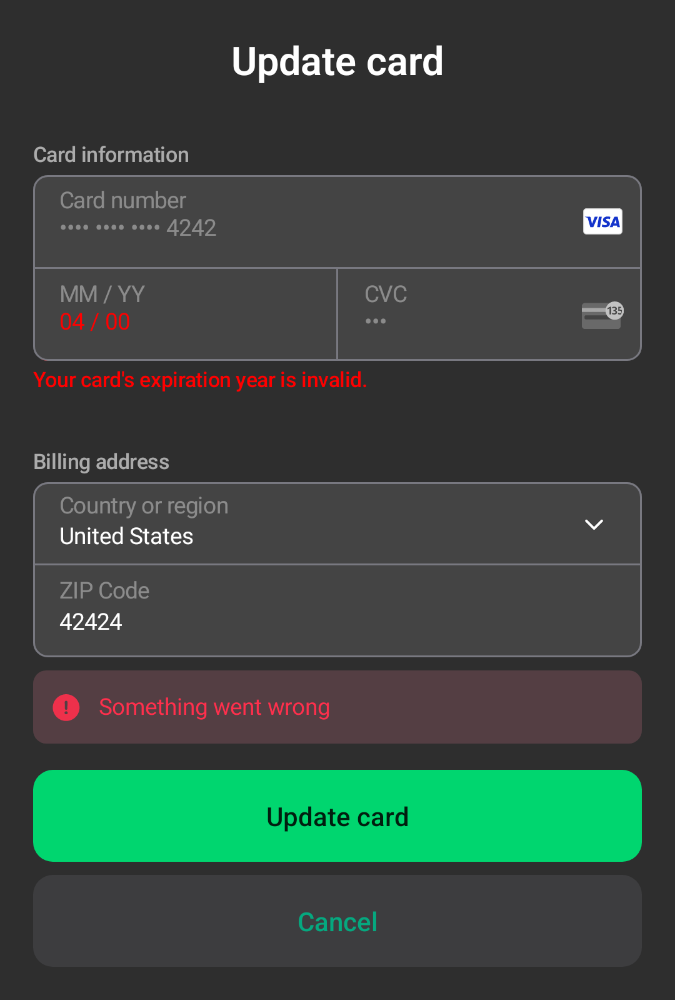 Update card
Card information
Card number
•••• •••• •••• 4242
VISA
MM / YY
04 / 00
CVC
•••
135
Your card's expiration year is invalid.
Billing address
Country or region
United States
ZIP Code
42424
Something went wrong
Update card
Cancel